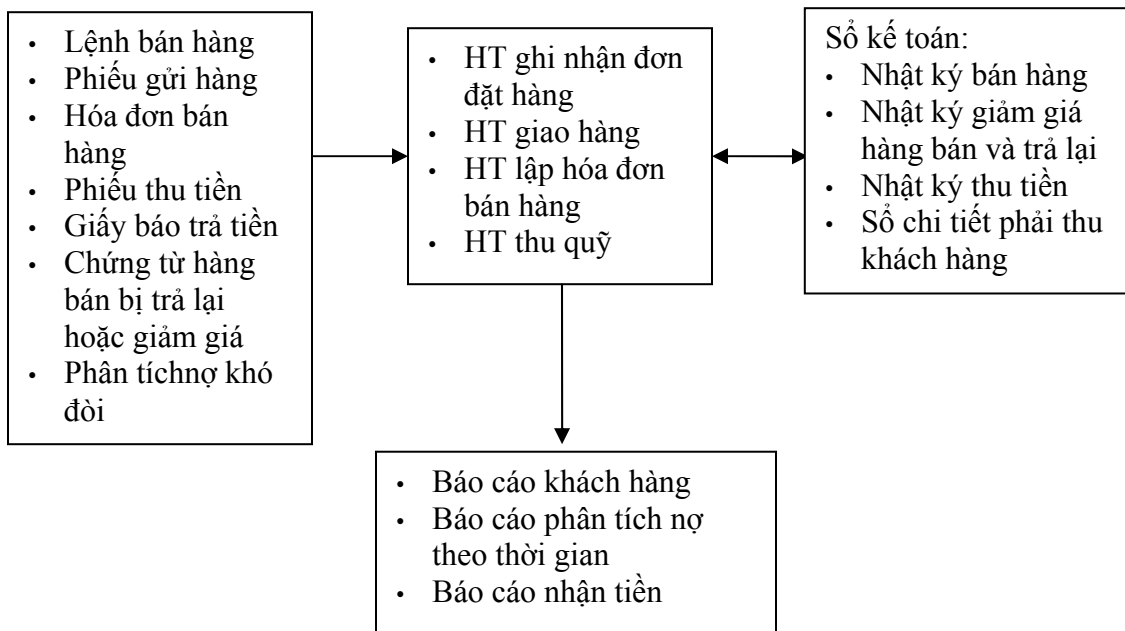 • Lệnh bán hàng
• Phiếu gửi hàng
• Hóa đơn bán
hàng
• Phiếu thu tiền
• Giấy báo trả tiền
• Chứng từ hàng
bán bị trả lại
hoặc giảm giá
• Phân tíchnợ khó
đòi
• HT ghi nhận đơn
đặt hàng
• HT giao hàng
• HT lập hóa đơn
bán hàng
• HT thu quỹ
Sổ kế toán:
• Nhật ký bán hàng
• Nhật ký giảm giá
hàng bán và trả lại
• Nhật ký thu tiền
• Sổ chi tiết phải thu
khách hàng
• Báo cáo khách hàng
• Báo cáo phân tích nợ
theo thời gian
• Báo cáo nhận tiền